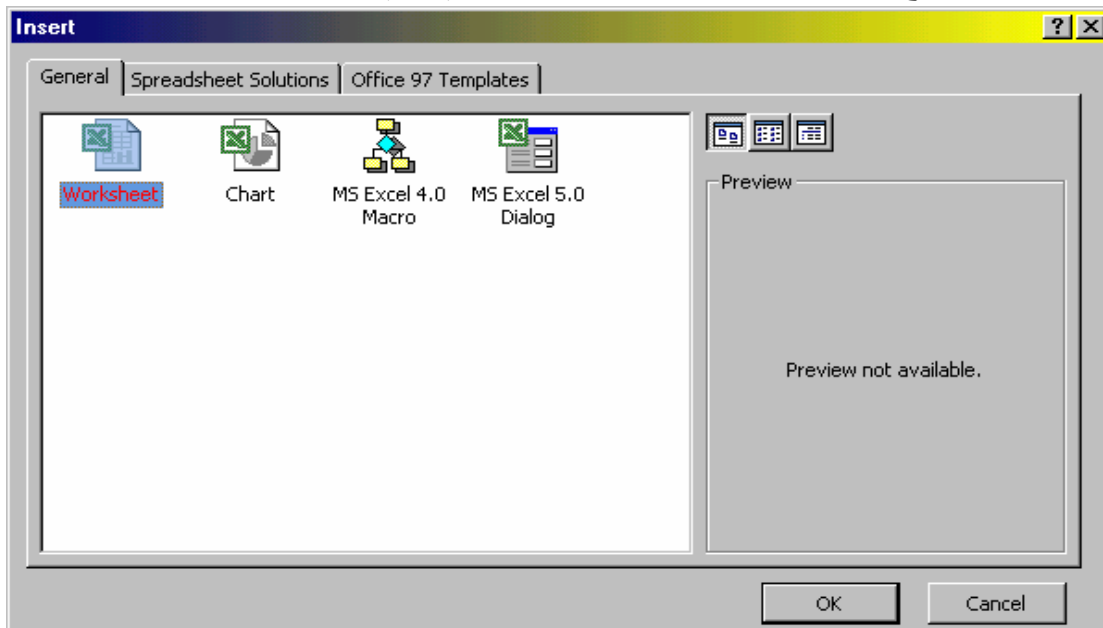 Insert
General Spreadsheet Solutions Office 97 Templates
Worksheet Chart MS Excel 4.0 Macro MS Excel 5.0 Dialog
Preview
Preview not available.
OK Cancel